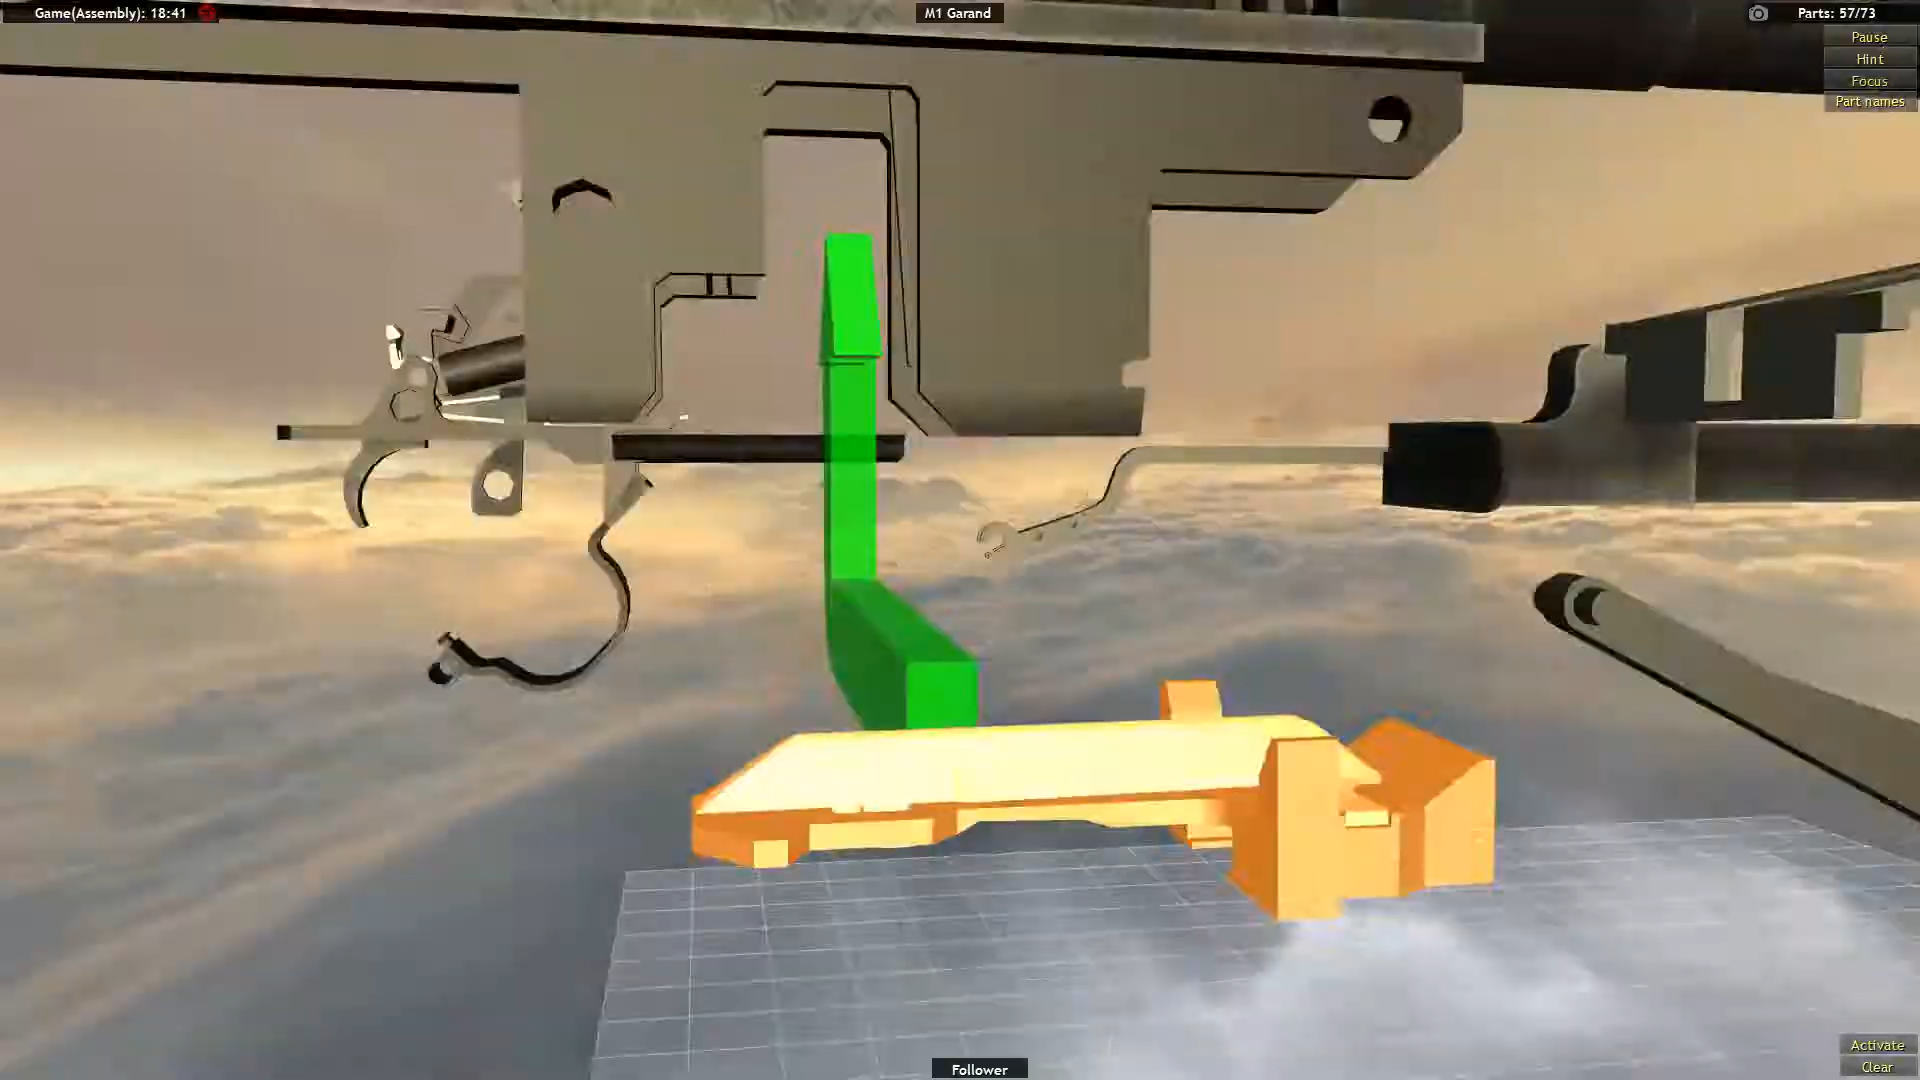 Game(Assembly): 18:41
M1 Garand
Parts: 57/73
Pause
Hint
Focus
Part names
Follower
Activate
Clear